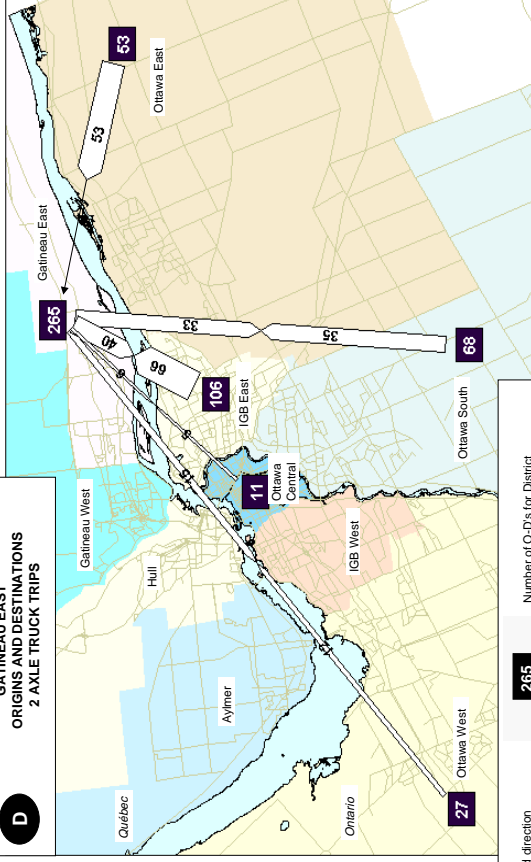 D
GATINEAU EAST
ORIGINS AND DESTINATIONS
2 AXLE TRUCK TRIPS
Québec
Gatineau West
Gatineau East
265
53
53
Ottawa East
Hull
40
66
33
35
106
IGB East
Aylmer
11
Ottawa
Central
Ontario
IGB West
Ottawa West
27
Ottawa South
68
d direction
265
Number of O-D's for District